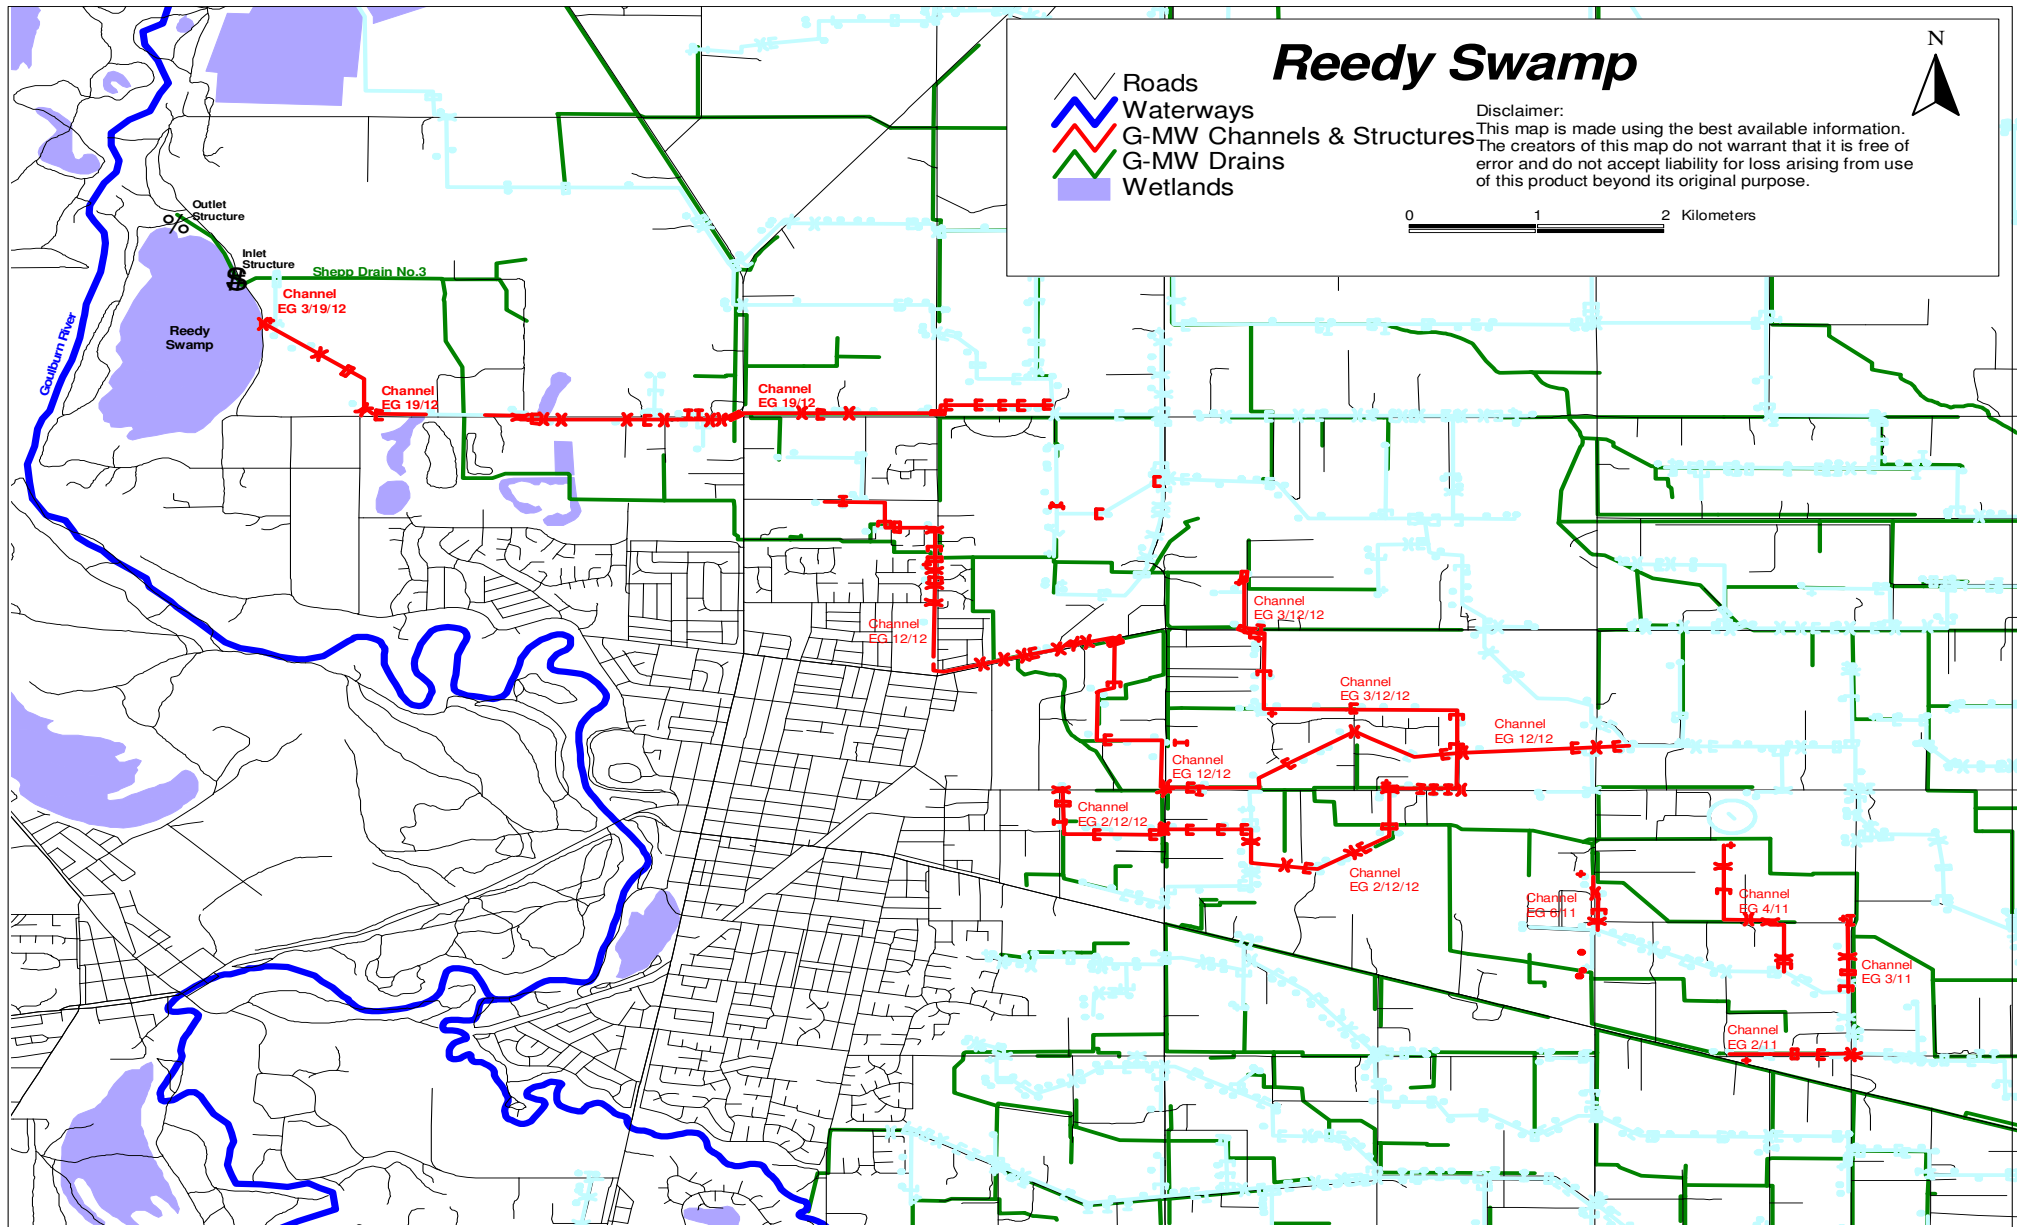 Reedy Swamp
N
Roads
Waterways
G-MW Channels & Structures
G-MW Drains
Wetlands
Disclaimer:
This map is made using the best available information.
The creators of this map do not warrant that it is free of
error and do not accept liability for loss arising from use
of this product beyond its original purpose.
0 1 2 Kilometers
Outlet
Structure
%
Inlet
Structure
$
Shepp Drain No.3
Channel
EG 3/19/12
Reedy
Swamp
Goulburn River
Channel
EG 19/12
Channel
EG 19/12
Channel
EG 12/12
Channel
EG 3/12/12
Channel
EG 3/12/12
Channel
EG 12/12
Channel
EG 12/12
Channel
EG 2/12/12
Channel
EG 2/12/12
Channel
EG 6/11
Channel
EG 4/11
Channel
EG 3/11
Channel
EG 2/11